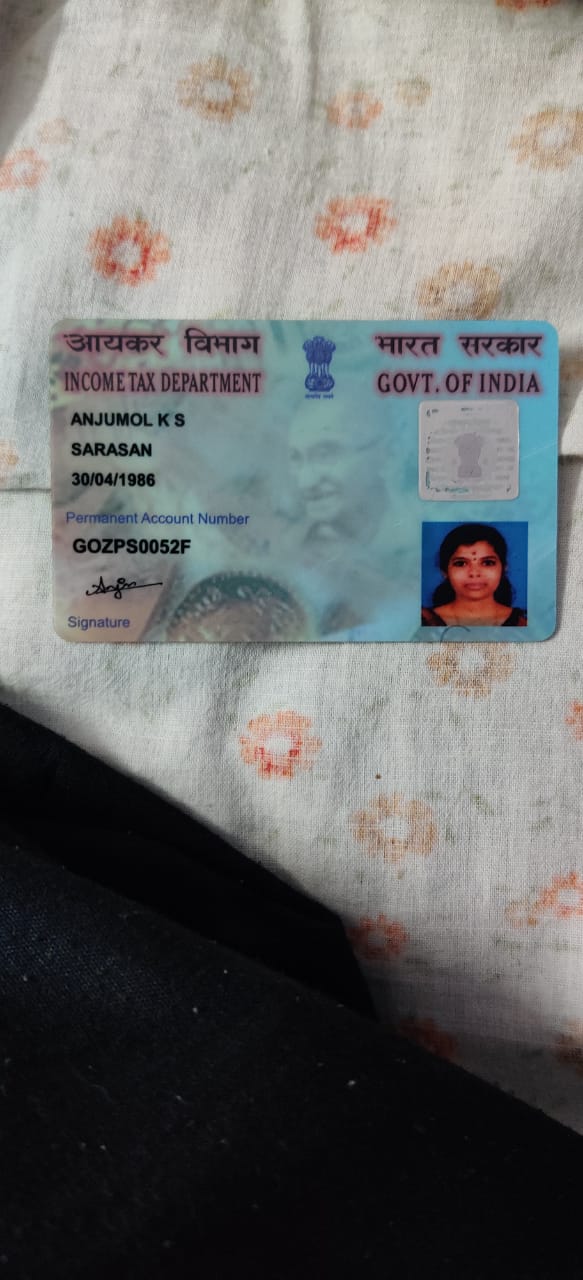 आयकर विभाग
INCOME TAX DEPARTMENT
भारत सरकार
GOVT. OF INDIA
ANJUMOL K S
SARASAN
30/04/1986
Permanent Account Number
GOZPS0052F
Signature